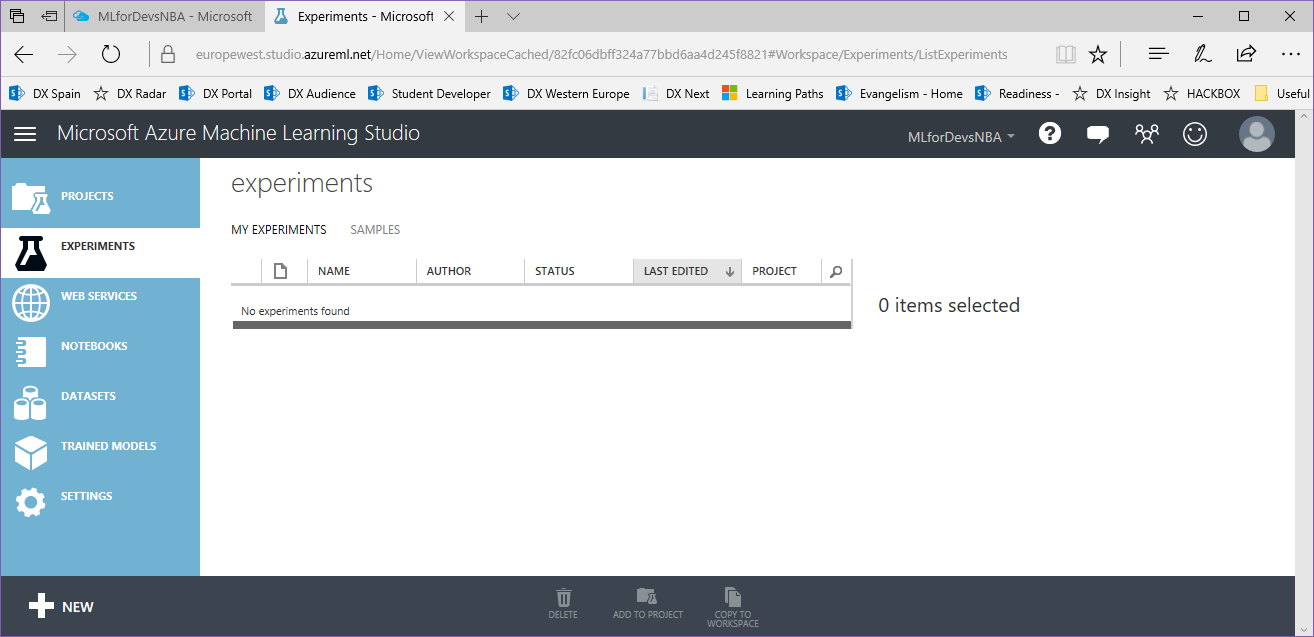 MLforDevsNBA - Microsoft
Experiments - Microsoft
europewest.studio.azureml.net/Home/ViewWorkspaceCached/82fc06dbff324a77bbd6aa4d245f8821#Workspace/Experiments/ListExperiments
DX Spain DX Radar DX Portal DX Audience Student Developer DX Western Europe DX Next Learning Paths Evangelism - Home Readiness - DX Insight HACKBOX Useful
Microsoft Azure Machine Learning Studio
MLforDevsNBA
PROJECTS
EXPERIMENTS
WEB SERVICES
NOTEBOOKS
DATASETS
TRAINED MODELS
SETTINGS
experiments
MY EXPERIMENTS SAMPLES
NAME AUTHOR STATUS LAST EDITED PROJECT
No experiments found
0 items selected
NEW
DELETE
ADD TO PROJECT
COPY TO
WORKSPACE